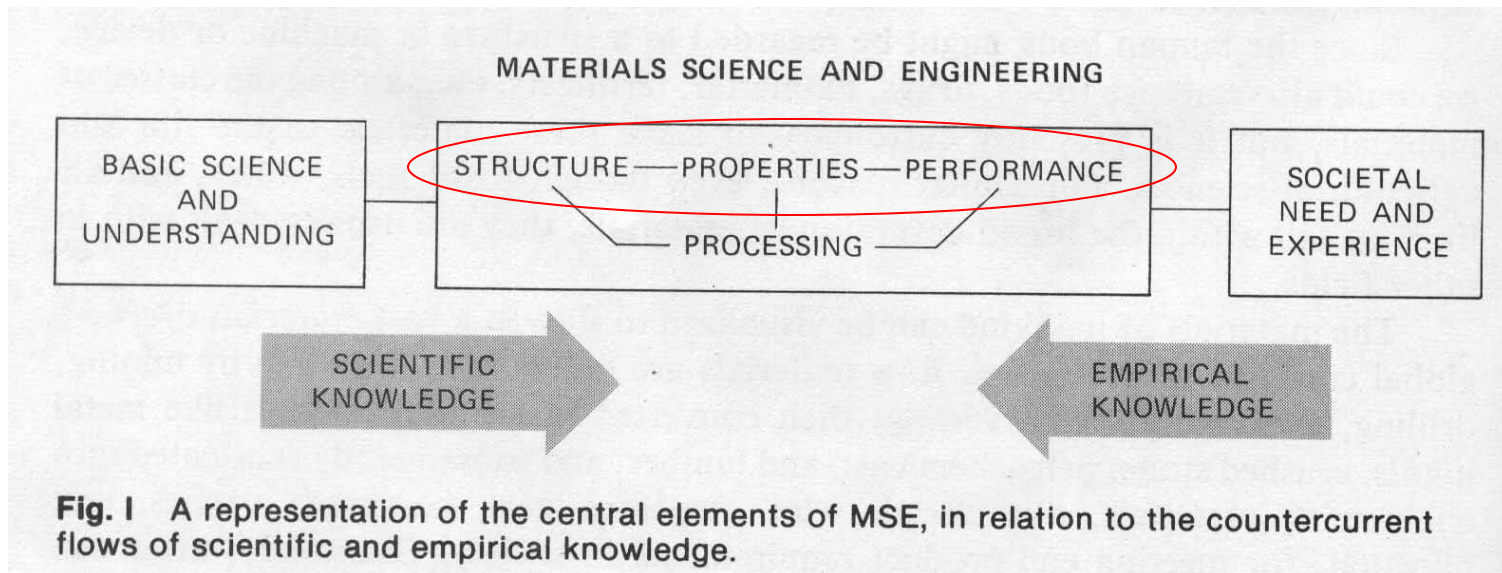 MATERIALS SCIENCE AND ENGINEERING
BASIC SCIENCE
AND
UNDERSTANDING
STRUCTURE — PROPERTIES — PERFORMANCE
PROCESSING
SOCIETAL
NEED AND
EXPERIENCE
SCIENTIFIC
KNOWLEDGE
EMPIRICAL
KNOWLEDGE
Fig. I A representation of the central elements of MSE, in relation to the countercurrent
flows of scientific and empirical knowledge.